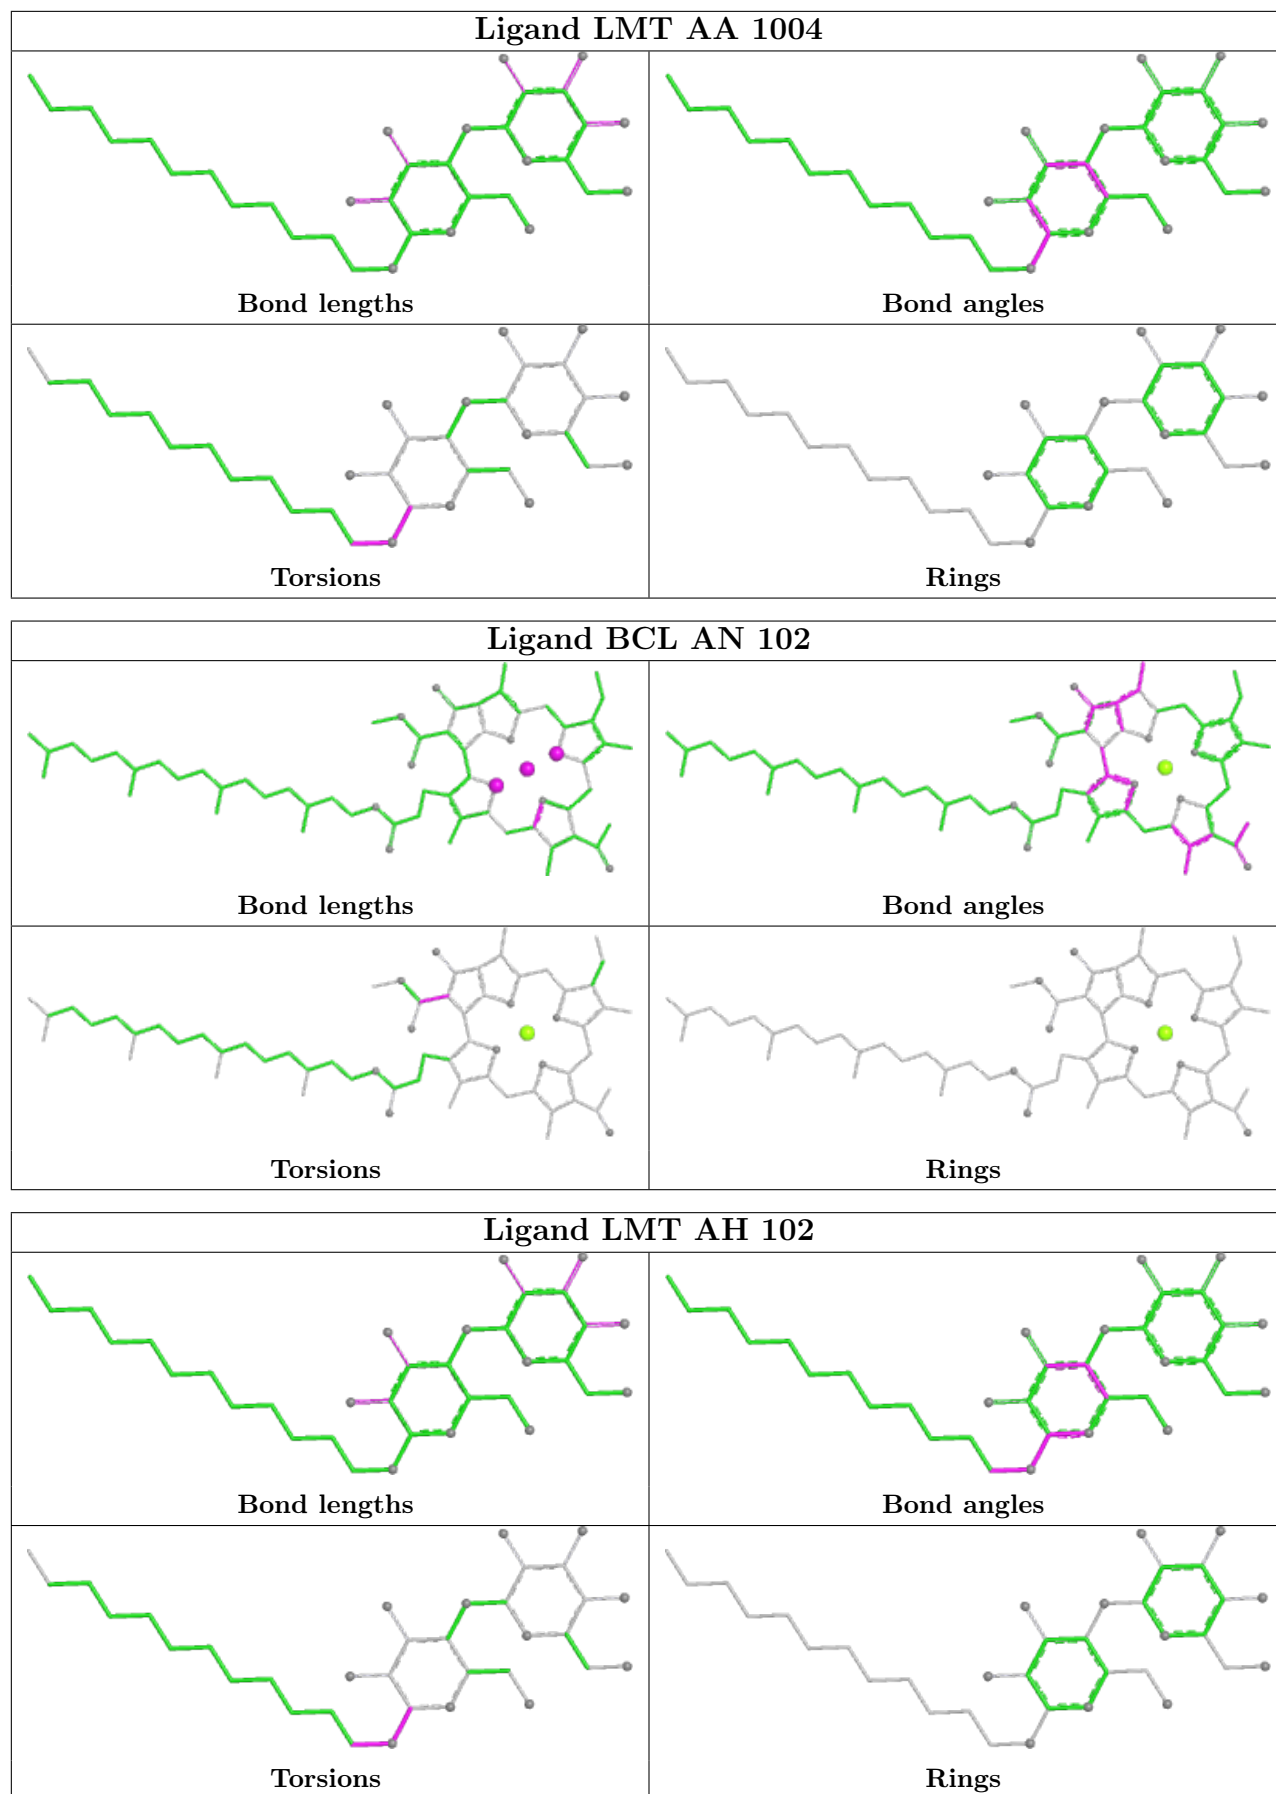 Ligand LMT AA 1004
Bond lengths
Bond angles
Torsions
Rings
Ligand BCL AN 102
Bond lengths
Bond angles
Torsions
Rings
Ligand LMT AH 102
Bond lengths
Bond angles
Torsions
Rings